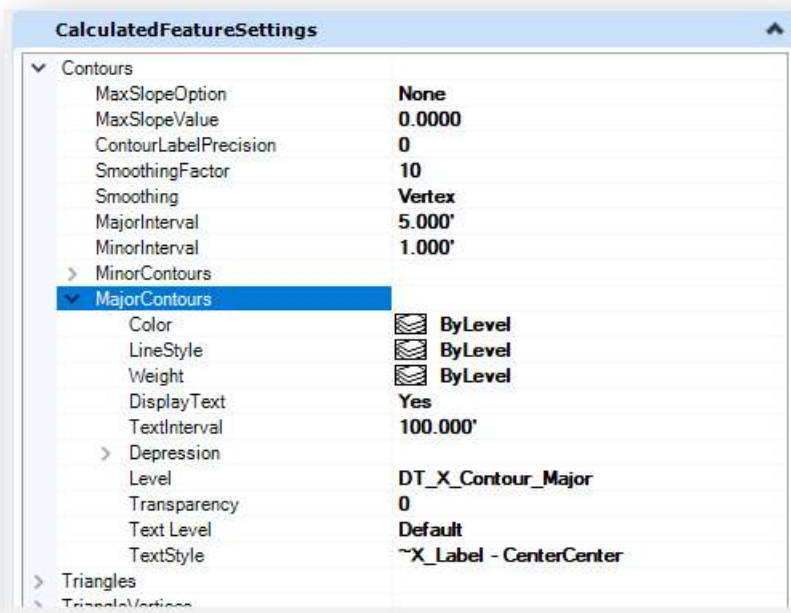 CalculatedFeatureSettings
Contours
MaxSlopeOption None
MaxSlopeValue 0.0000
ContourLabelPrecision 0
SmoothingFactor 10
Smoothing Vertex
MajorInterval 5.000'
MinorInterval 1.000'
MinorContours
MajorContours
Color ByLevel
LineStyle ByLevel
Weight ByLevel
DisplayText Yes
TextInterval 100.000'
Depression
Level DT_X_Contour_Major
Transparency 0
Text Level Default
TextStyle ~X_Label - CenterCenter
Triangles
TriangleVertices